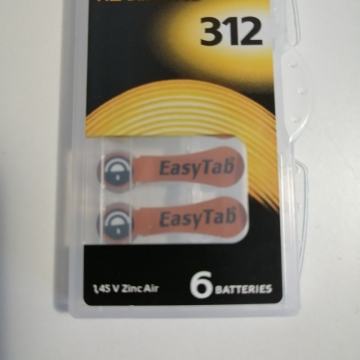 312
EasyTab
EasyTab
1,45 V Zinc Air
6 BATTERIES